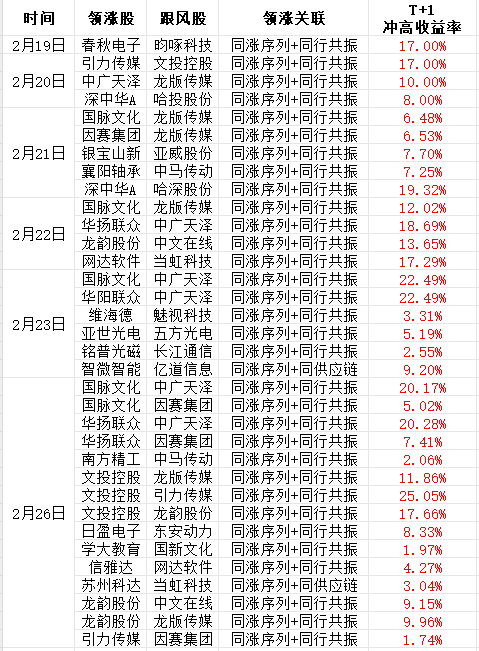 时间 领涨股 跟风股 领涨关联 T+1
冲高收益率
2月19日 春秋电子 昀啄科技 同涨序列+同行共振 17.00%
引力传媒 文投控股 同涨序列+同行共振 17.00%
2月20日 中广天泽 龙版传媒 同涨序列+同行共振 10.00%
深中华A 哈投股份 同涨序列+同行共振 8.00%
国脉文化 龙版传媒 同涨序列+同行共振 6.48%
因赛集团 龙版传媒 同涨序列+同行共振 6.53%
2月21日 银宝山新 亚威股份 同涨序列+同行共振 7.70%
襄阳轴承 中马传动 同涨序列+同行共振 7.25%
深中华A 哈深股份 同涨序列+同行共振 19.32%
国脉文化 龙版传媒 同涨序列+同行共振 12.02%
2月22日 华扬联众 中广天泽 同涨序列+同行共振 18.69%
龙韵股份 中文在线 同涨序列+同行共振 13.65%
网达软件 当虹科技 同涨序列+同行共振 17.29%
国脉文化 中广天泽 同涨序列+同行共振 22.49%
华阳联众 中广天泽 同涨序列+同行共振 22.49%
维海德 魅视科技 同涨序列+同行共振 3.31%
2月23日 亚世光电 五方光电 同涨序列+同行共振 5.19%
铭普光磁 长江通信 同涨序列+同行共振 2.55%
智微智能 亿道信息 同涨序列+同供应链 9.20%
国脉文化 中广天泽 同涨序列+同行共振 20.17%
国脉文化 因赛集团 同涨序列+同行共振 5.02%
华扬联众 中广天泽 同涨序列+同行共振 20.28%
华扬联众 因赛集团 同涨序列+同行共振 7.41%
南方精工 中马传动 同涨序列+同行共振 2.06%
文投控股 龙版传媒 同涨序列+同行共振 11.86%
文投控股 引力传媒 同涨序列+同行共振 25.05%
2月26日 文投控股 龙韵股份 同涨序列+同行共振 17.66%
日盈电子 东安动力 同涨序列+同行共振 8.33%
学大教育 国新文化 同涨序列+同行共振 1.97%
信雅达 网达软件 同涨序列+同行共振 4.27%
苏州科达 当虹科技 同涨序列+同供应链 3.04%
龙韵股份 中文在线 同涨序列+同行共振 9.15%
龙韵股份 龙版传媒 同涨序列+同行共振 9.96%
引力传媒 因赛集团 同涨序列+同行共振 1.74%